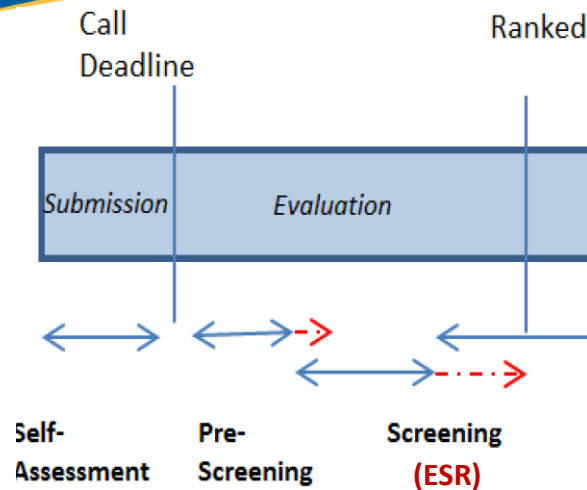 Call
Deadline
Ranked
Submission
Evaluation
Self-
Assessment
Pre-
Screening
Screening
(ESR)